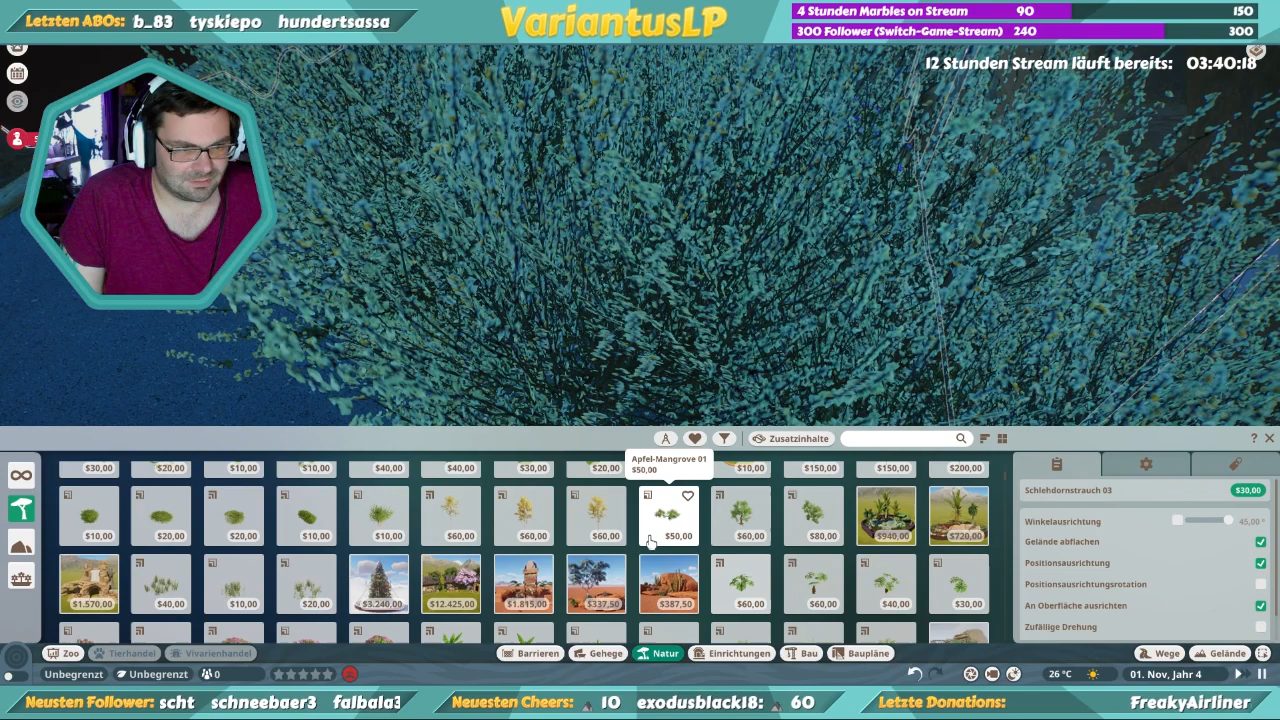 Letzten ABOs: b_83 tyskiepo hundertsassa
VariantusLP
4 Stunden Marbles on Stream 90 150
300 Follower (Switch-Game-Stream) 240 300
12 Stunden Stream läuft bereits: 03:40:18
Zusatzinhalte
? ×
Apfel-Mangrove 01
$50,00
$30,00 $20,00 $10,00 $10,00 $40,00 $40,00 $30,00 $20,00 $10,00 $150,00 $150,00 $200,00
$10,00 $20,00 $20,00 $10,00 $10,00 $60,00 $60,00 $60,00 $50,00 $60,00 $80,00 $940,00 $720,00
$1.570,00 $40,00 $10,00 $20,00 $3.240,00 $12.425,00 $1.815,00 $337,50 $387,50 $60,00 $60,00 $40,00 $30,00
Schlehdornstrauch 03 $30,00
Winkelausrichtung 45,00 °
Gelände abflachen
Positionsausrichtung
Positionsausrichtungsrotation
An Oberfläche ausrichten
Zufällige Drehung
Zoo Tierhandel Vivarienhandel Barrieren Gehege Natur Einrichtungen Bau Baupläne Wege Gelände
Unbegrenzt Unbegrenzt 0 26 °C 01. Nov, Jahr 4
Neusten Follower: scht schneebaer3 falbala3
Neuesten Cheers: 10 exodusblack18: 60
Letzte Donations: FreakyAirliner